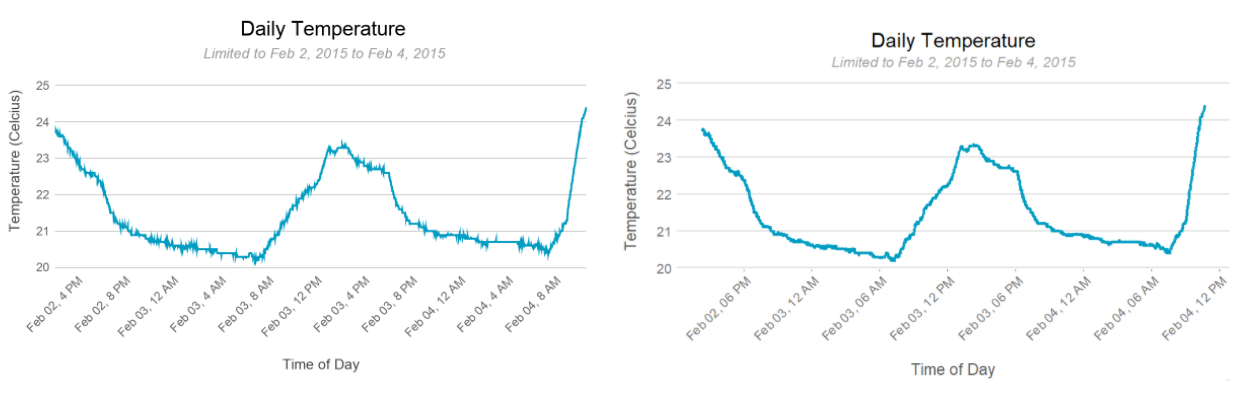 Daily Temperature
Limited to Feb 2, 2015 to Feb 4, 2015
Temperature (Celcius)
25
24
23
22
21
20
Feb 02, 4 PM
Feb 02, 8 PM
Feb 03, 12 AM
Feb 03, 4 AM
Feb 03, 8 AM
Feb 03, 12 PM
Feb 03, 4 PM
Feb 03, 8 PM
Feb 04, 12 AM
Feb 04, 4 AM
Feb 04, 8 AM
Time of Day
Daily Temperature
Limited to Feb 2, 2015 to Feb 4, 2015
Temperature (Celcius)
25
24
23
22
21
20
Feb 02, 06 PM
Feb 03, 12 AM
Feb 03, 06 AM
Feb 03, 12 PM
Feb 03, 06 PM
Feb 04, 12 AM
Feb 04, 06 AM
Feb 04, 12 PM
Time of Day